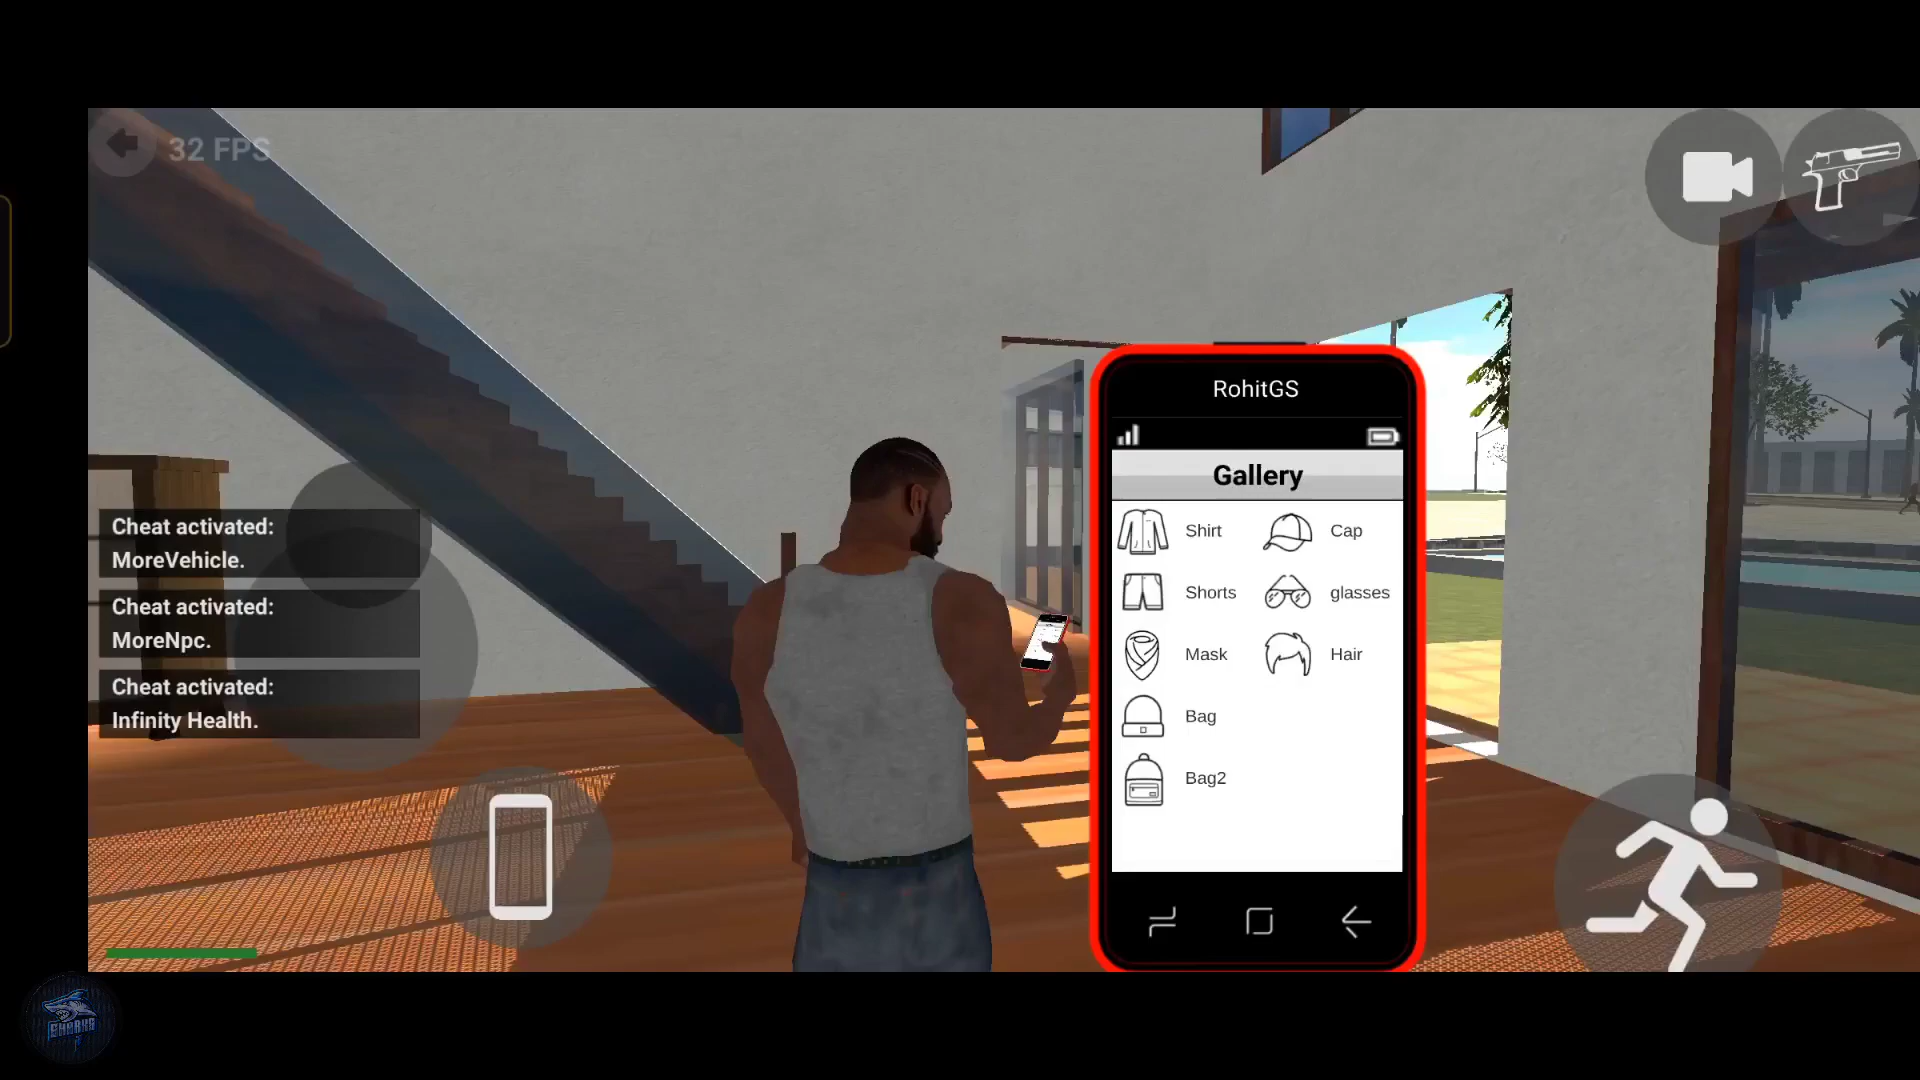 32 FPS
Cheat activated:
MoreVehicle.
Cheat activated:
MoreNpc.
Cheat activated:
Infinity Health.
RohitGS
Gallery
Shirt
Cap
Shorts
glasses
Mask
Hair
Bag
Bag2
SHARKS